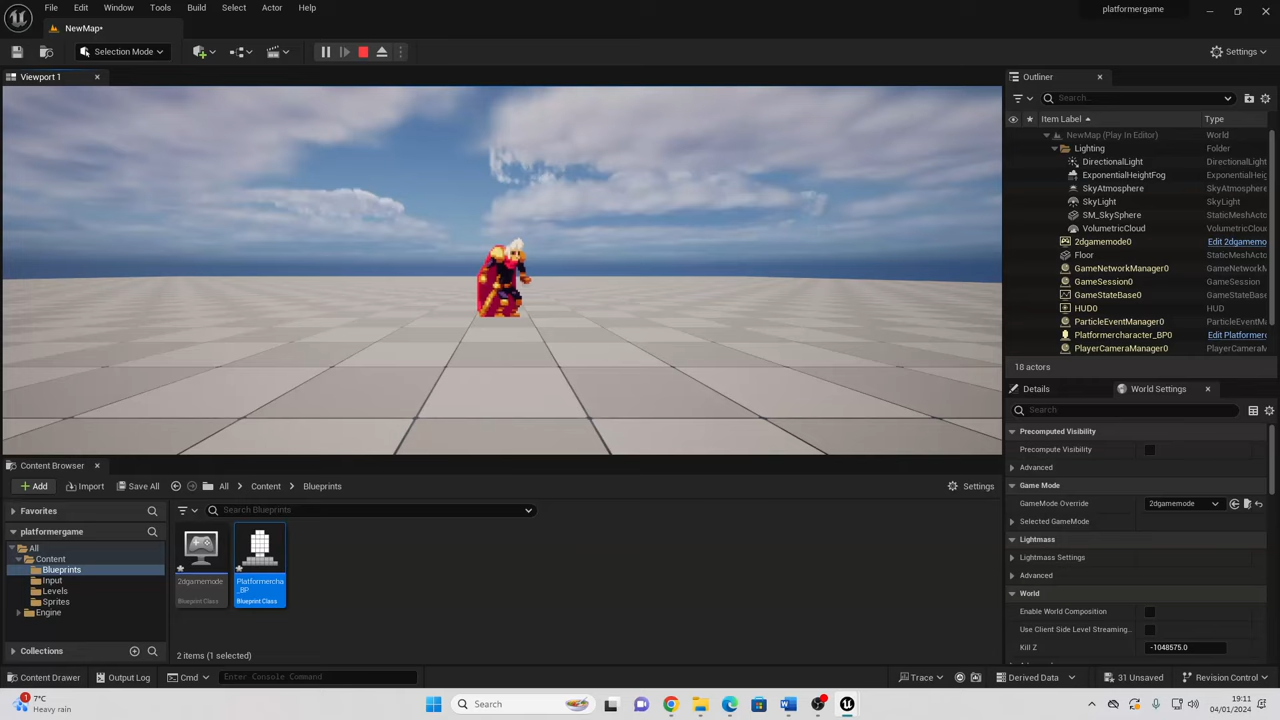 File Edit Window Tools Build Select Actor Help
platformergame
NewMap*
Selection Mode
Settings
Viewport 1
Outliner
Search...
Item Label
Type
NewMap (Play In Editor) World
Lighting Folder
DirectionalLight DirectionalLight
ExponentialHeightFog ExponentialHeig
SkyAtmosphere SkyAtmosphere
SkyLight SkyLight
SM_SkySphere StaticMeshActo
VolumetricCloud VolumetricClou
2dgamemode0 Edit 2dgamemo
Floor StaticMeshActo
GameNetworkManager0 GameNetworkM
GameSession0 GameSession
GameStateBase0 GameStateBase
HUD0 HUD
ParticleEventManager0 ParticleEventMa
Platformercharacter_BP0 Edit Platformerc
PlayerCameraManager0 PlayerCameraM
18 actors
Details
World Settings
Search
Precomputed Visibility
Precompute Visibility
Advanced
Game Mode
GameMode Override 2dgamemode
Selected GameMode
Lightmass
Lightmass Settings
Advanced
World
Enable World Composition
Use Client Side Level Streaming...
Kill Z -1048575.0
Content Browser
Add Import Save All All Content Blueprints Settings
Favorites
Search Blueprints
platformergame
All
Content
Blueprints
Input
Levels
Sprites
Engine
Collections
2dgamemode
Blueprint Class
Platformercha
_BP
Blueprint Class
2 items (1 selected)
Content Drawer Output Log Cmd Enter Console Command Trace Derived Data 11 Unsaved Revision Control
1
7°C
Heavy rain
Search
19:11
04/01/2024